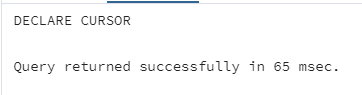 DECLARE CURSOR
Query returned successfully in 65 msec.